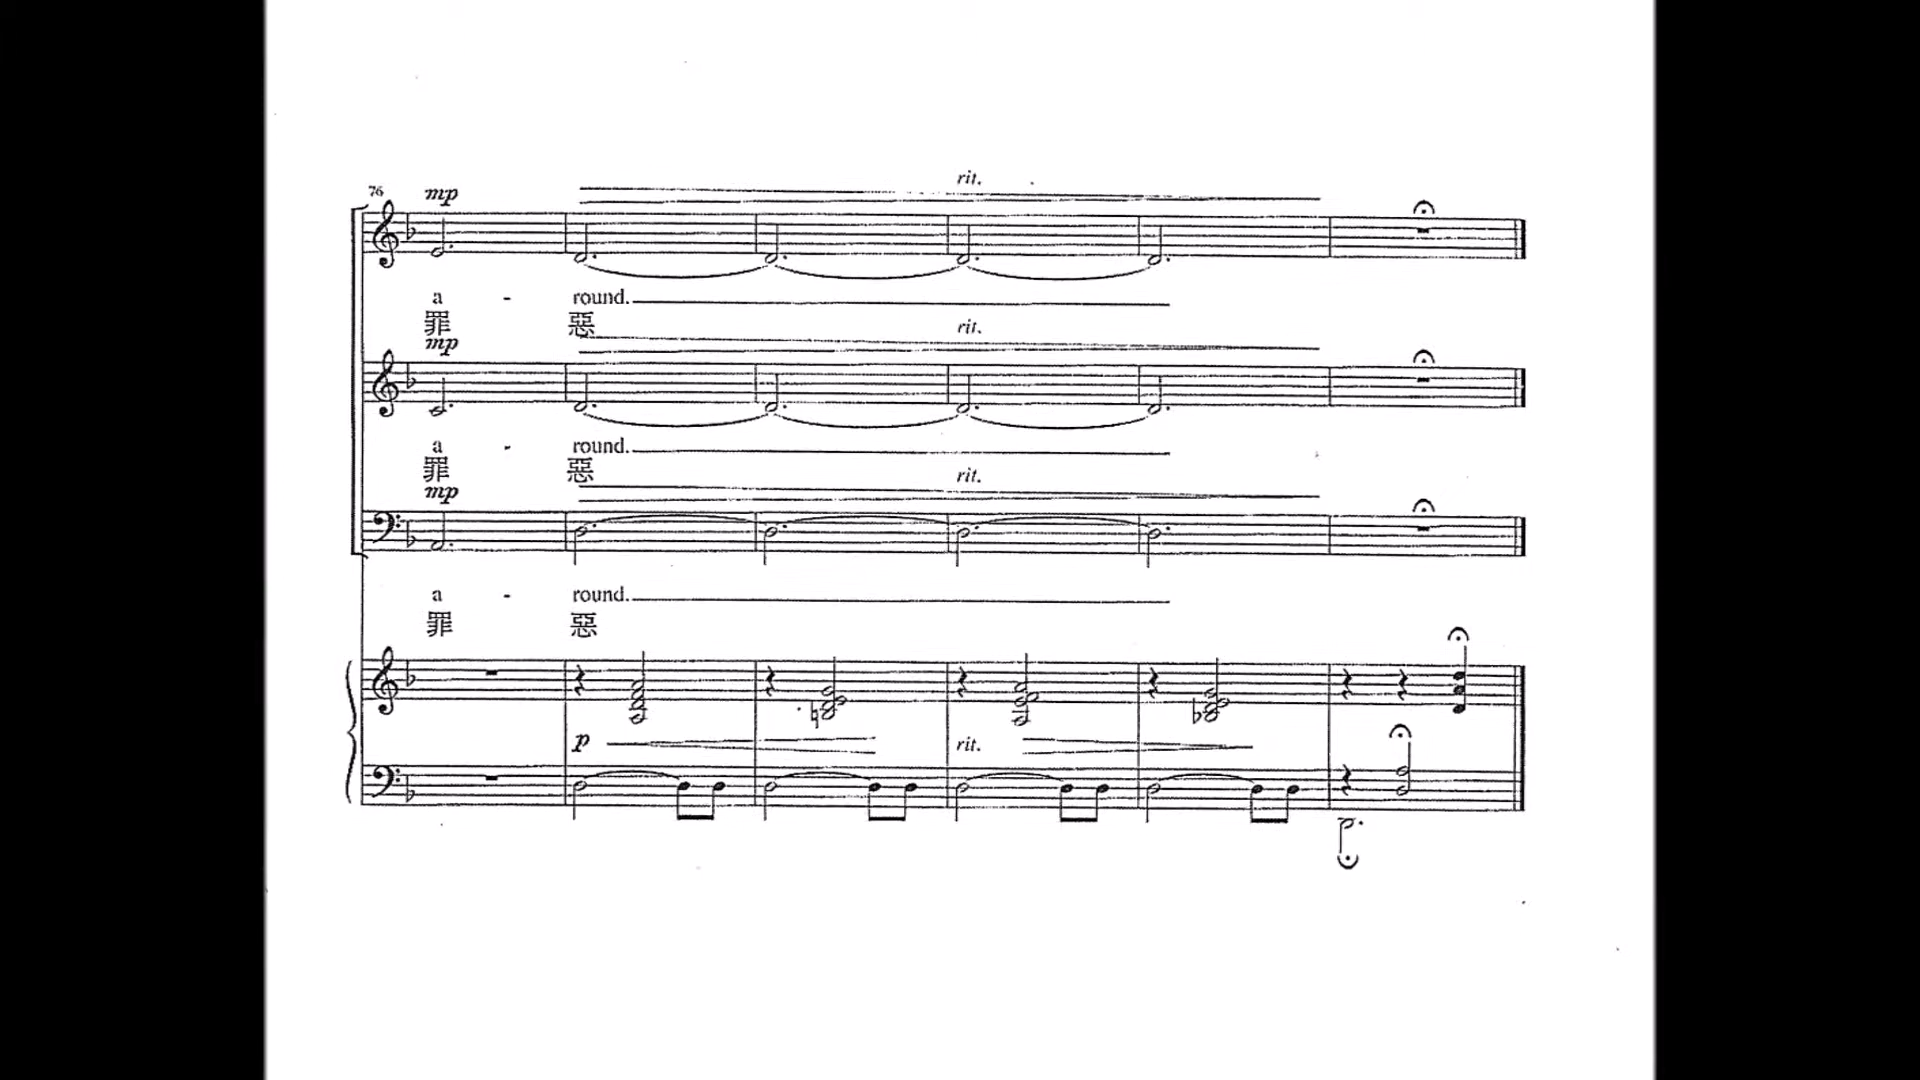 76 mp rit.
a - round.
罪 惡
mp rit.
a - round.
罪 惡
mp rit.
a - round.
罪 惡
p rit.